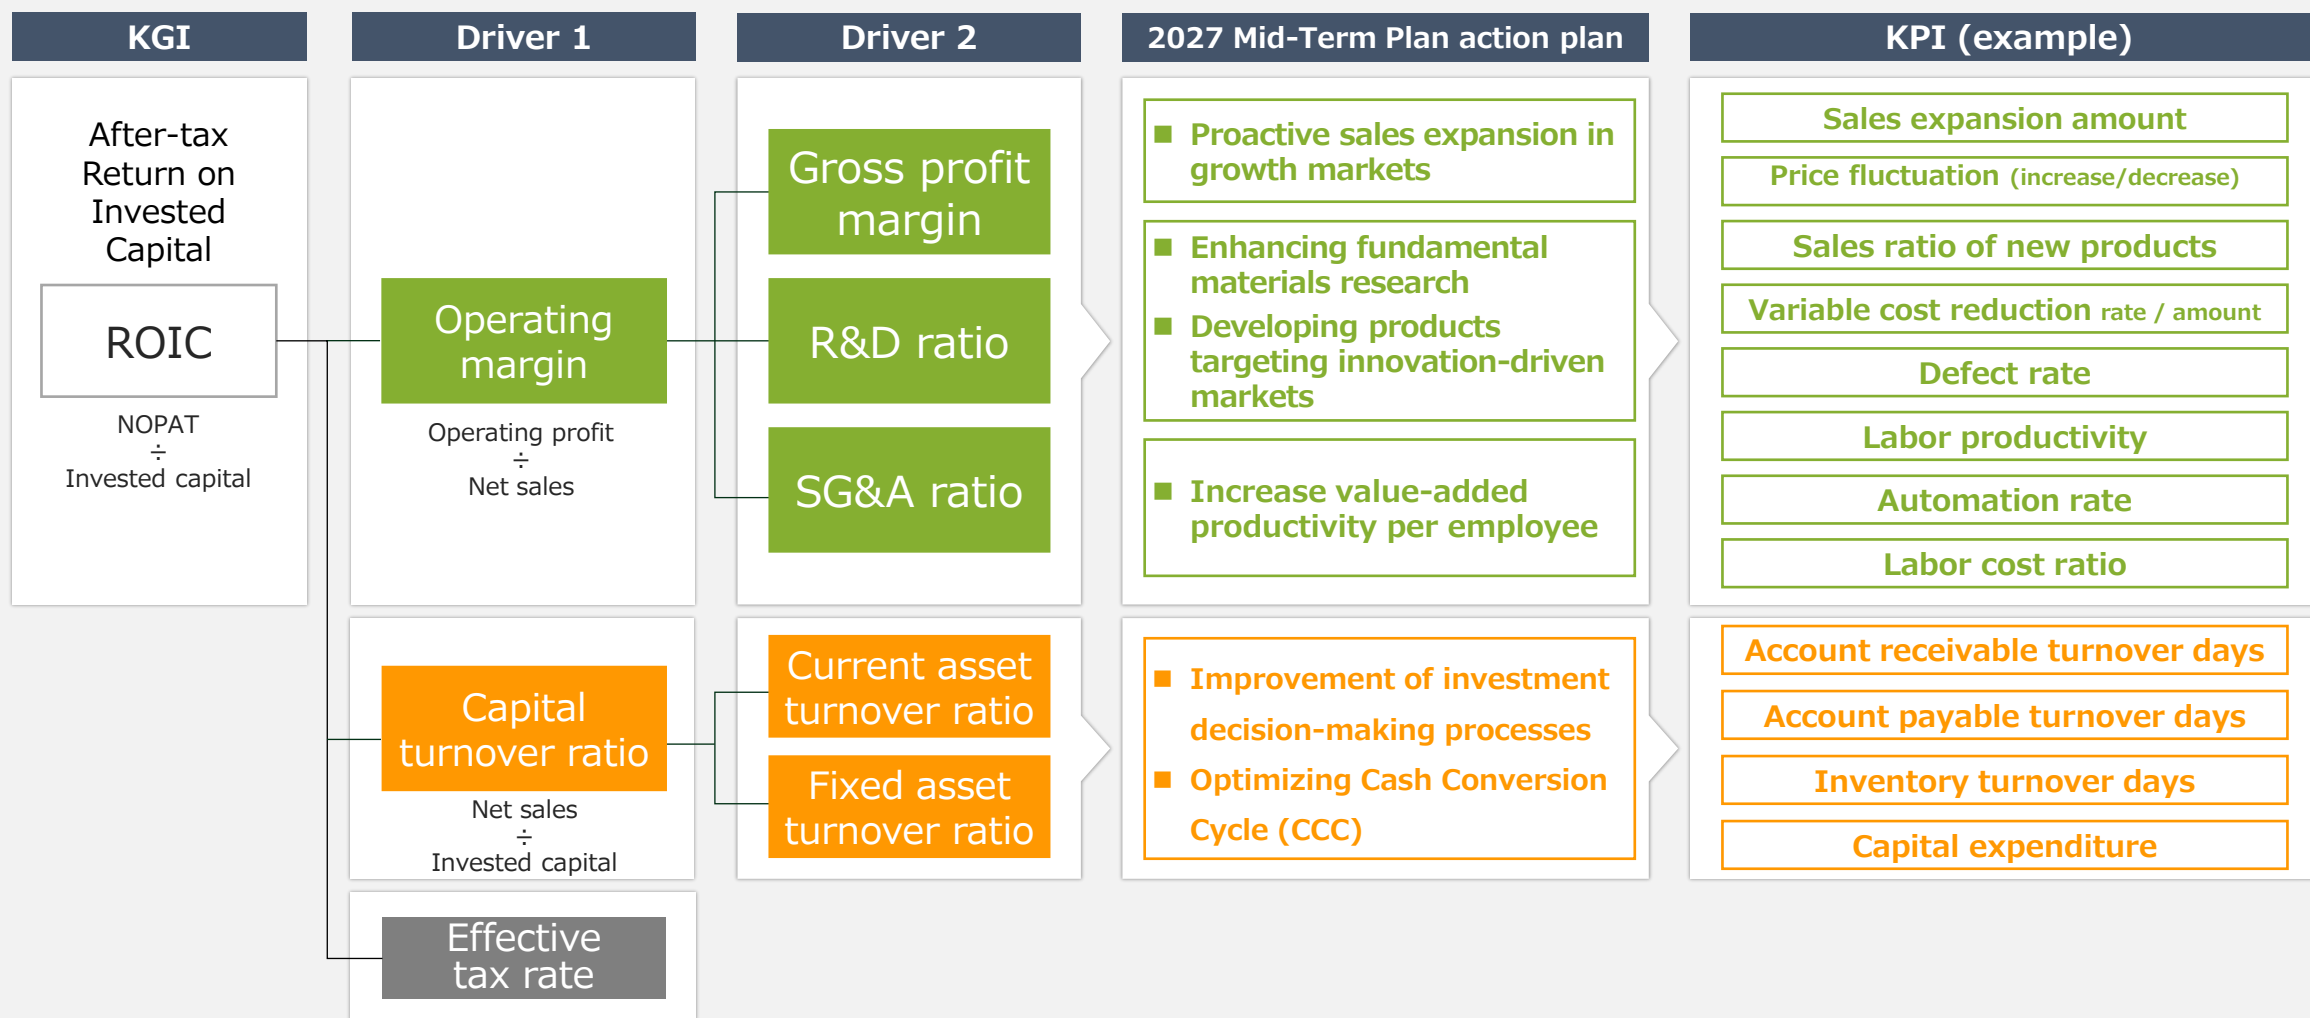 KGI
Driver 1
Driver 2
2027 Mid-Term Plan action plan
KPI (example)
After-tax
Return on
Invested
Capital
ROIC
NOPAT
÷
Invested capital
Operating
margin
Operating profit
÷
Net sales
Gross profit
margin
R&D ratio
SG&A ratio
■ Proactive sales expansion in
growth markets
■ Enhancing fundamental
materials research
■ Developing products
targeting innovation-driven
markets
■ Increase value-added
productivity per employee
Sales expansion amount
Price fluctuation (increase/decrease)
Sales ratio of new products
Variable cost reduction rate / amount
Defect rate
Labor productivity
Automation rate
Labor cost ratio
Capital
turnover ratio
Net sales
÷
Invested capital
Current asset
turnover ratio
Fixed asset
turnover ratio
■ Improvement of investment
decision-making processes
■ Optimizing Cash Conversion
Cycle (CCC)
Account receivable turnover days
Account payable turnover days
Inventory turnover days
Capital expenditure
Effective
tax rate